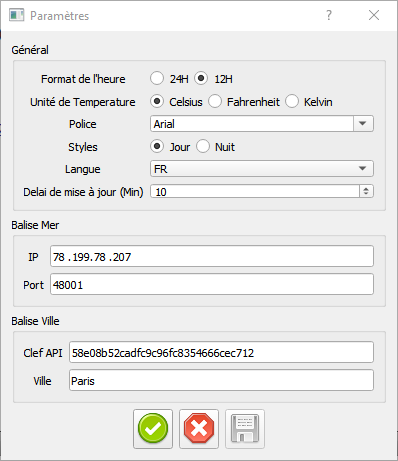 Paramètres ?
Général
Format de l'heure 24H 12H
Unité de Temperature Celsius Fahrenheit Kelvin
Police Arial
Styles Jour Nuit
Langue FR
Delai de mise à jour (Min) 10
Balise Mer
IP 78 .199.78 .207
Port 48001
Balise Ville
Clef API 58e08b52cadfc9c96fc8354666cec712
Ville Paris